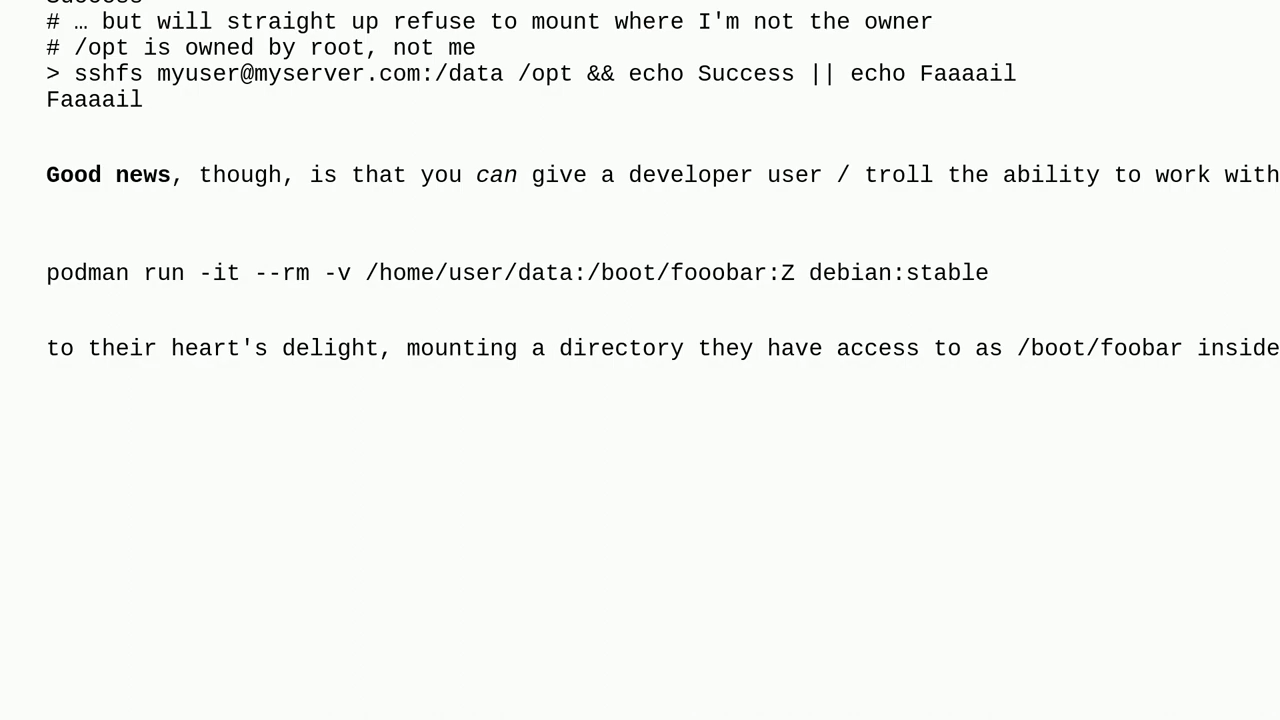 Success
# … but will straight up refuse to mount where I'm not the owner
# /opt is owned by root, not me
> sshfs myuser@myserver.com:/data /opt && echo Success || echo Faaaail
Faaaail
Good news, though, is that you can give a developer user / troll the ability to work with
podman run -it --rm -v /home/user/data:/boot/fooobar:Z debian:stable
to their heart's delight, mounting a directory they have access to as /boot/foobar inside